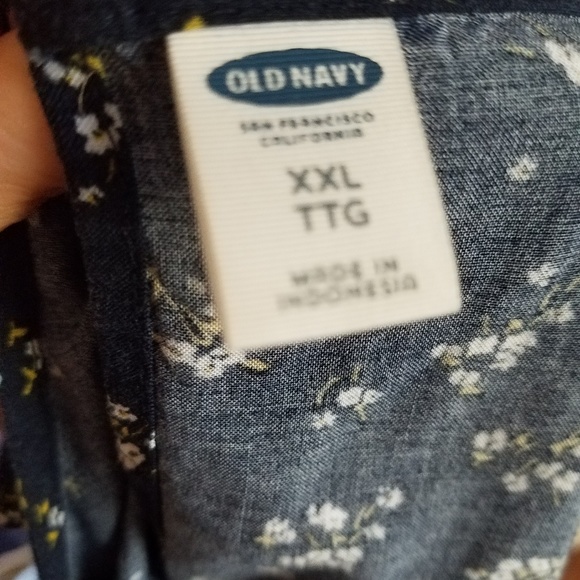 OLD NAVY
SAN FRANCISCO
CALIFORNIA
XXL
TTG
MADE IN
INDONESIA